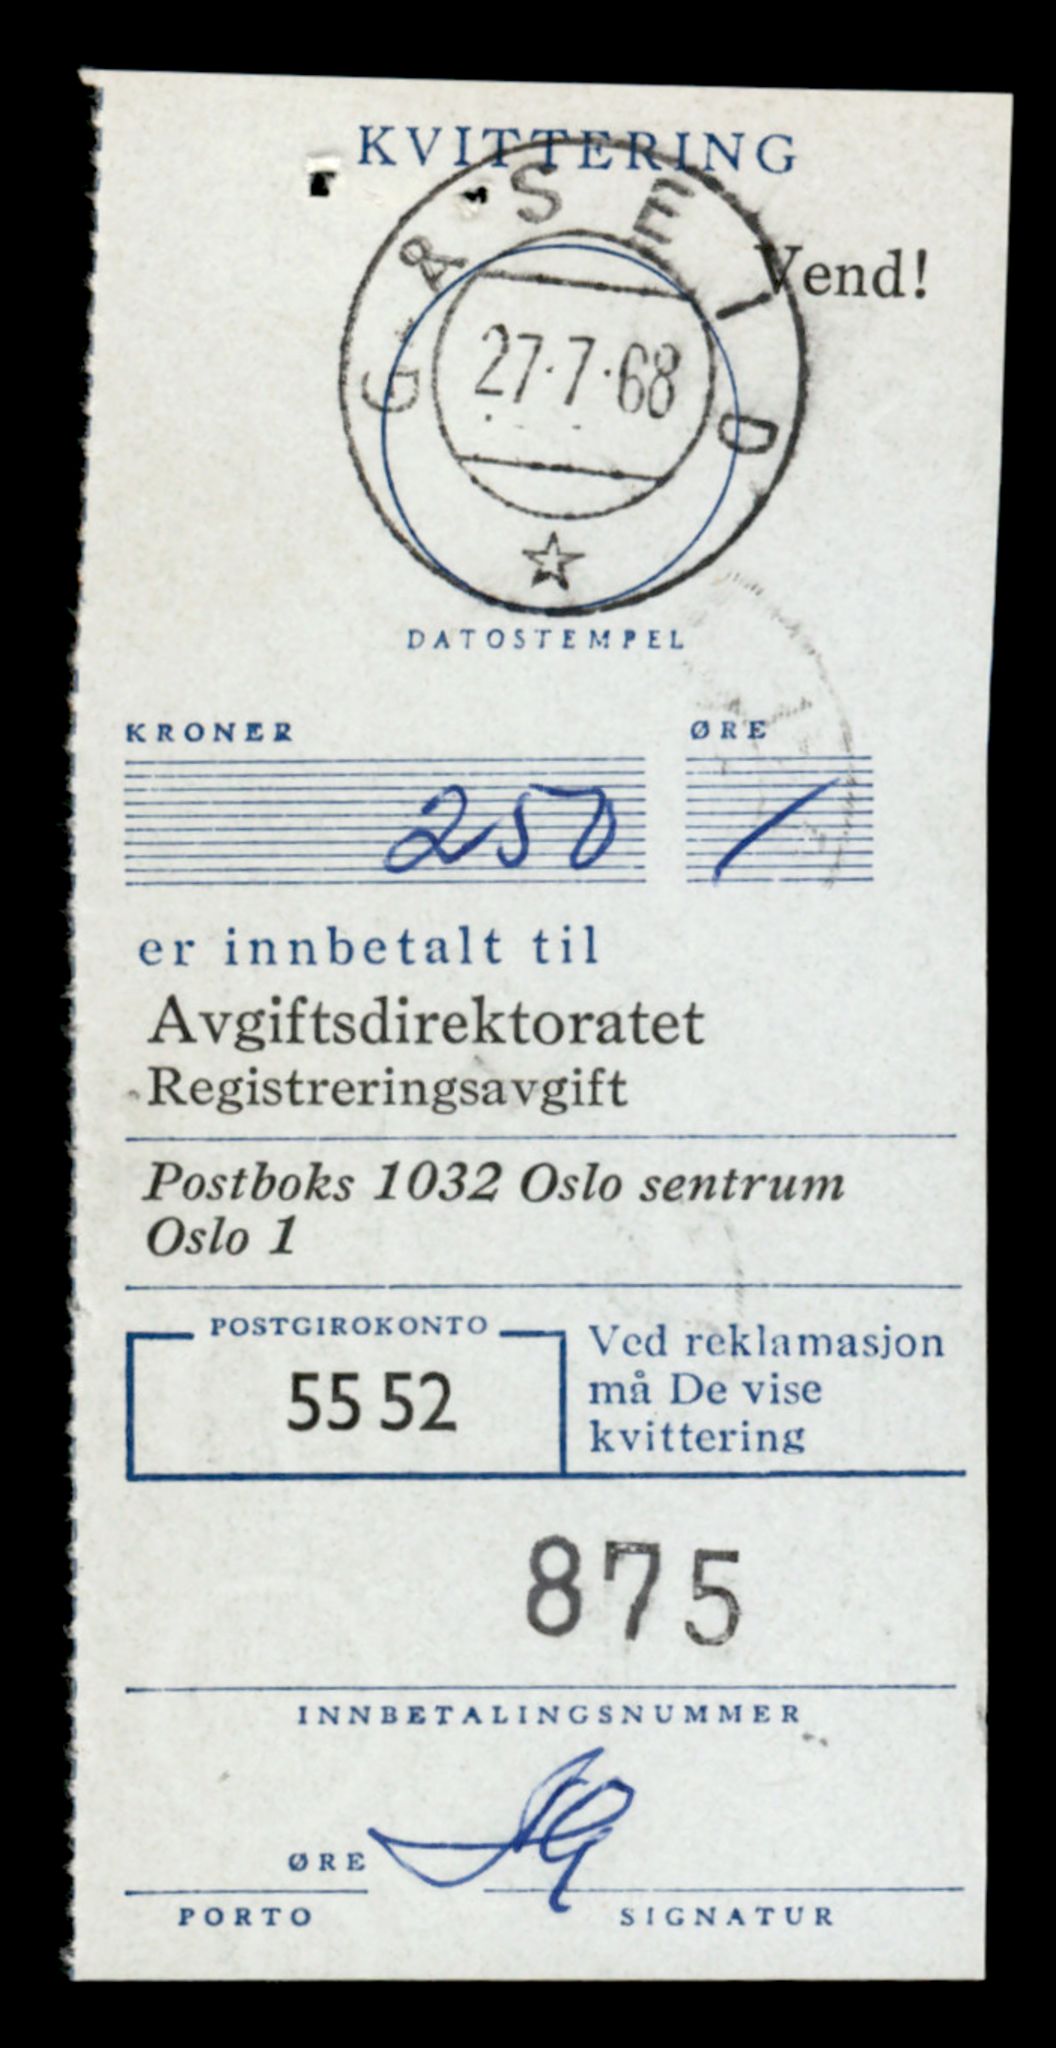 KVITTERING
Vend!
GÅSEID
27·7·68
DATOSTEMPEL
KRONER ØRE
250 /
er innbetalt til
Avgiftsdirektoratet
Registreringsavgift
Postboks 1032 Oslo sentrum
Oslo 1
POSTGIROKONTO
55 52
Ved reklamasjon
må De vise
kvittering
875
INNBETALINGSNUMMER
ØRE
PORTO SIGNATUR